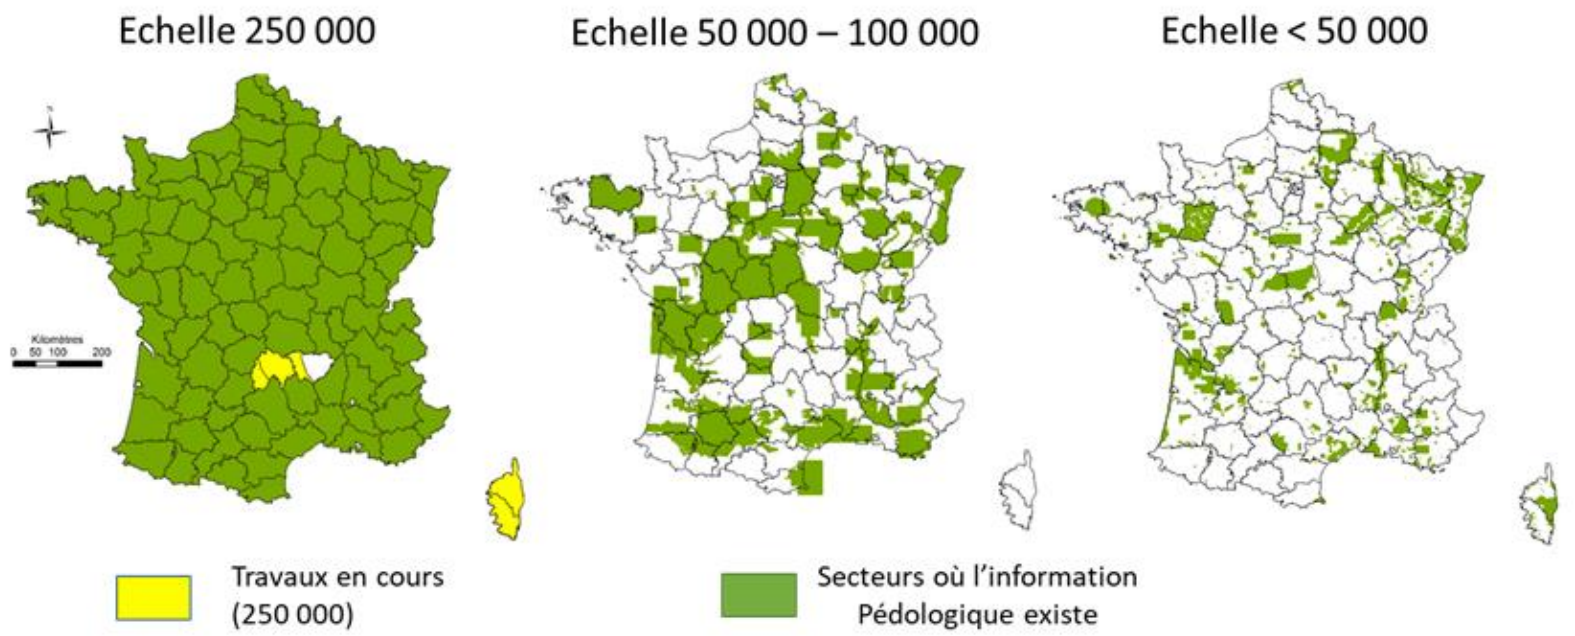 Echelle 250 000
Echelle 50 000 – 100 000
Echelle < 50 000
N
Kilomètres
0 50 100 200
Travaux en cours
(250 000)
Secteurs où l’information
Pédologique existe